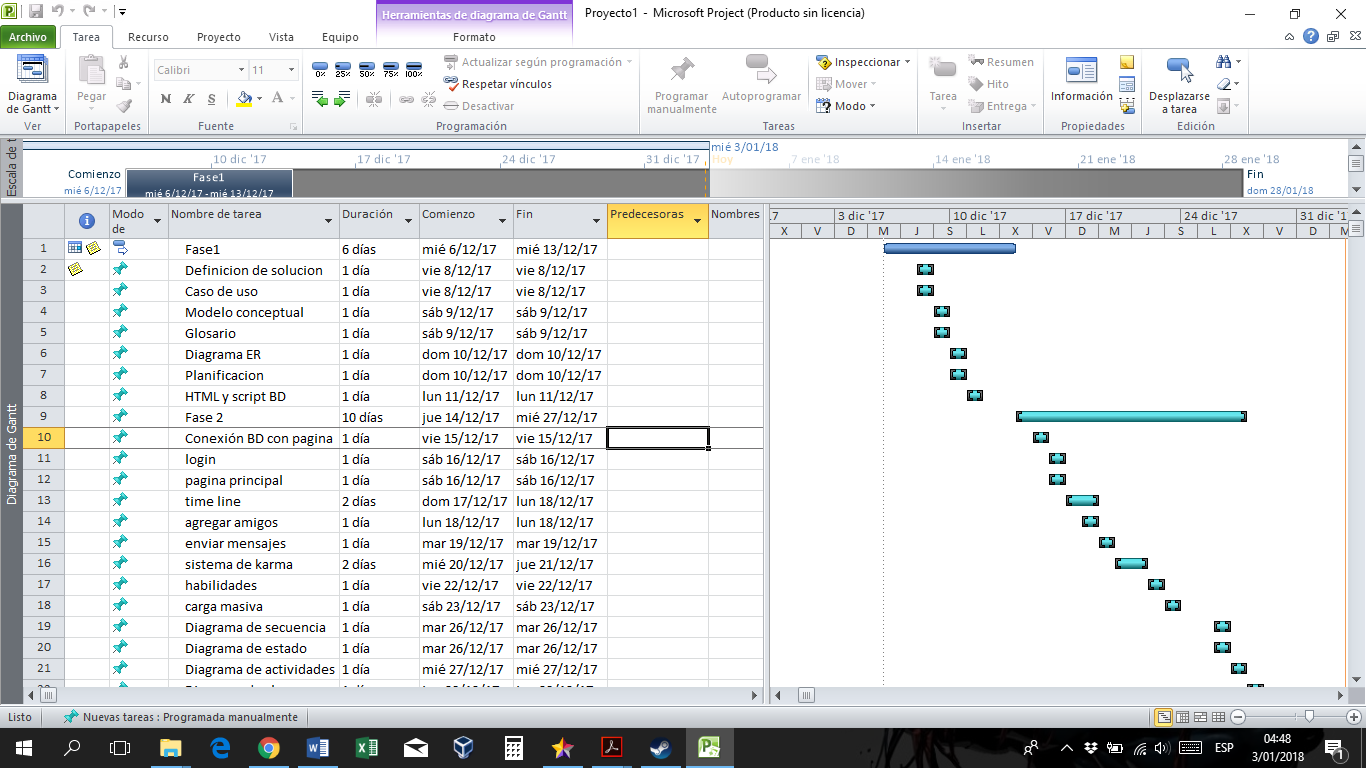 Herramientas de diagrama de Gantt
Proyecto1 - Microsoft Project (Producto sin licencia)
Archivo Tarea Recurso Proyecto Vista Equipo Formato
Diagrama de Gantt
Ver
Pegar
Portapapeles
Calibri 11
N K S A
Fuente
0% 25% 50% 75% 100%
Actualizar según programación
Respetar vínculos
Desactivar
Programación
Programar manualmente
Autoprogramar
Inspeccionar
Mover
Modo
Tareas
Tarea
Resumen
Hito
Entrega
Insertar
Información
Propiedades
Desplazarse a tarea
Edición
Escala de t
mié 3/01/18
10 dic '17 17 dic '17 24 dic '17 31 dic '17 Hoy 7 ene '18 14 ene '18 21 ene '18 28 ene '18
Comienzo
mié 6/12/17
Fase1
mié 6/12/17 - mié 13/12/17
Fin
dom 28/01/18
Diagrama de Gantt
Modo de Nombre de tarea Duración Comienzo Fin Predecesoras Nombres
.7 3 dic '17 10 dic '17 17 dic '17 24 dic '17 31 dic '1
X V D M J S L X V D M J S L X V D M
1 Fase1 6 días mié 6/12/17 mié 13/12/17
2 Definicion de solucion 1 día vie 8/12/17 vie 8/12/17
3 Caso de uso 1 día vie 8/12/17 vie 8/12/17
4 Modelo conceptual 1 día sáb 9/12/17 sáb 9/12/17
5 Glosario 1 día sáb 9/12/17 sáb 9/12/17
6 Diagrama ER 1 día dom 10/12/17 dom 10/12/17
7 Planificacion 1 día dom 10/12/17 dom 10/12/17
8 HTML y script BD 1 día lun 11/12/17 lun 11/12/17
9 Fase 2 10 días jue 14/12/17 mié 27/12/17
10 Conexión BD con pagina 1 día vie 15/12/17 vie 15/12/17
11 login 1 día sáb 16/12/17 sáb 16/12/17
12 pagina principal 1 día sáb 16/12/17 sáb 16/12/17
13 time line 2 días dom 17/12/17 lun 18/12/17
14 agregar amigos 1 día lun 18/12/17 lun 18/12/17
15 enviar mensajes 1 día mar 19/12/17 mar 19/12/17
16 sistema de karma 2 días mié 20/12/17 jue 21/12/17
17 habilidades 1 día vie 22/12/17 vie 22/12/17
18 carga masiva 1 día sáb 23/12/17 sáb 23/12/17
19 Diagrama de secuencia 1 día mar 26/12/17 mar 26/12/17
20 Diagrama de estado 1 día mar 26/12/17 mar 26/12/17
21 Diagrama de actividades 1 día mié 27/12/17 mié 27/12/17
Listo Nuevas tareas : Programada manualmente
ESP
04:48
3/01/2018
1